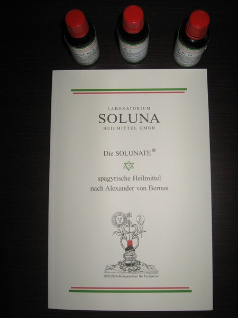 LABORATORIUM
SOLUNA
HEILMITTEL GMBH
Die SOLUNATE®
spagyrische Heilmittel
nach Alexander von Bernus